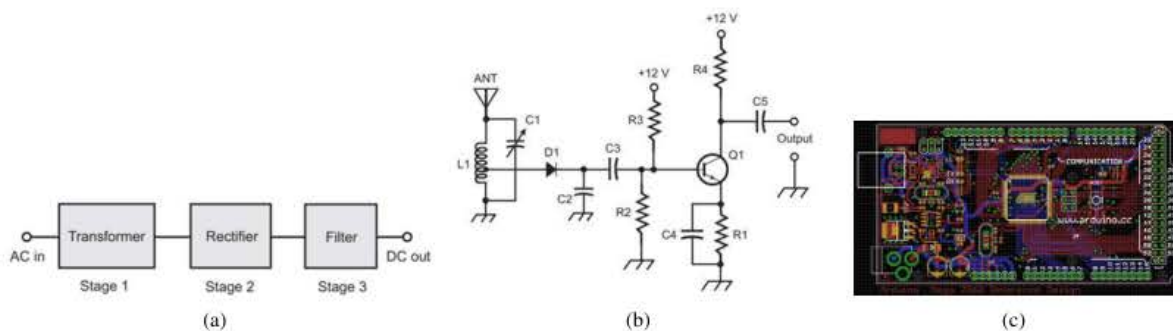 AC in
Transformer
Rectifier
Filter
DC out
Stage 1
Stage 2
Stage 3
(a)
+12 V
+12 V
R4
ANT
C1
R3
C5
Output
L1
D1
C3
Q1
C2
R2
C4
R1
(b)
COMMUNICATION
www.arduino.cc
(c)